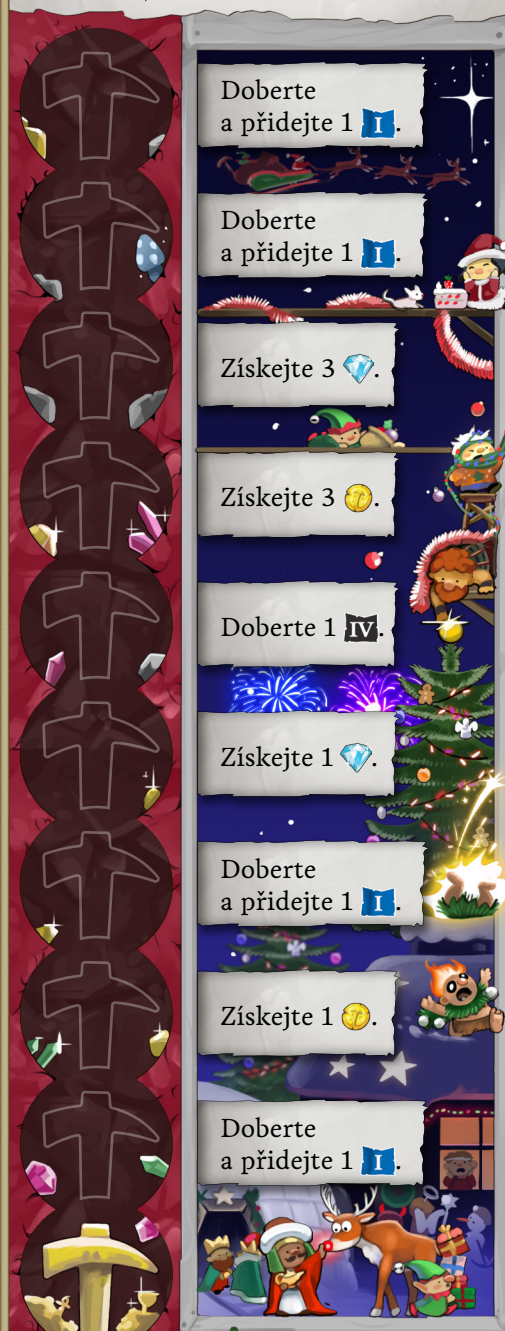 Doberte
a přidejte 1 I.
Doberte
a přidejte 1 I.
Získejte 3 .
Získejte 3 .
Doberte 1 IV.
Získejte 1 .
Doberte
a přidejte 1 I.
Získejte 1 .
Doberte
a přidejte 1 I.